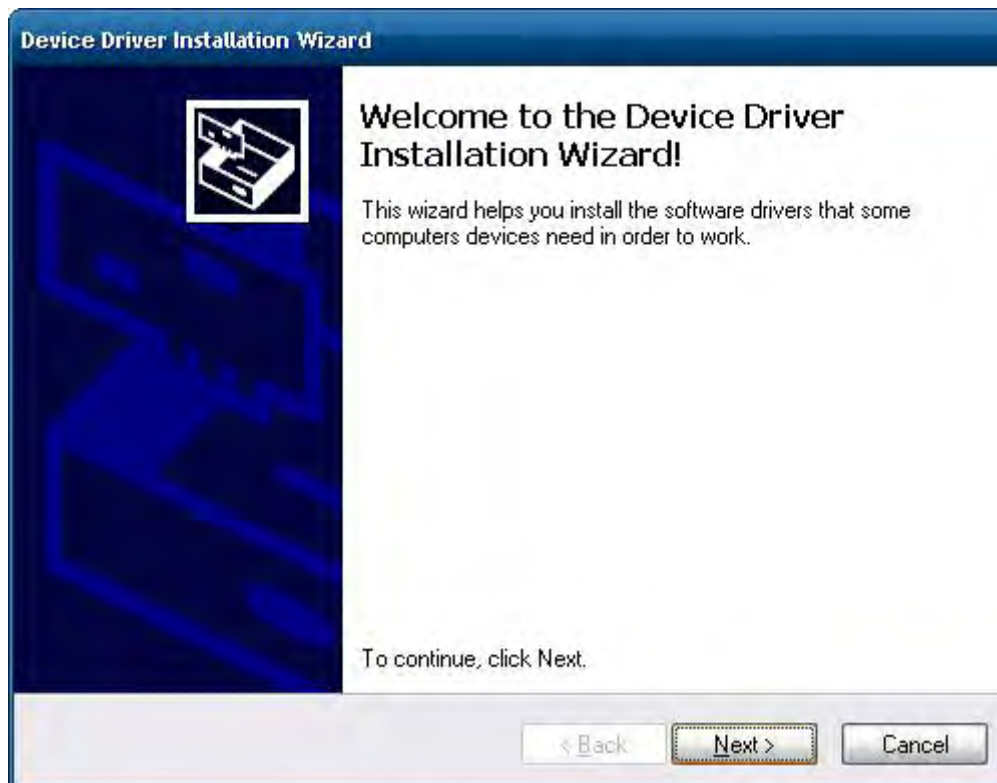 Device Driver Installation Wizard
Welcome to the Device Driver
Installation Wizard!
This wizard helps you install the software drivers that some
computers devices need in order to work.
To continue, click Next.
< Back
Next >
Cancel